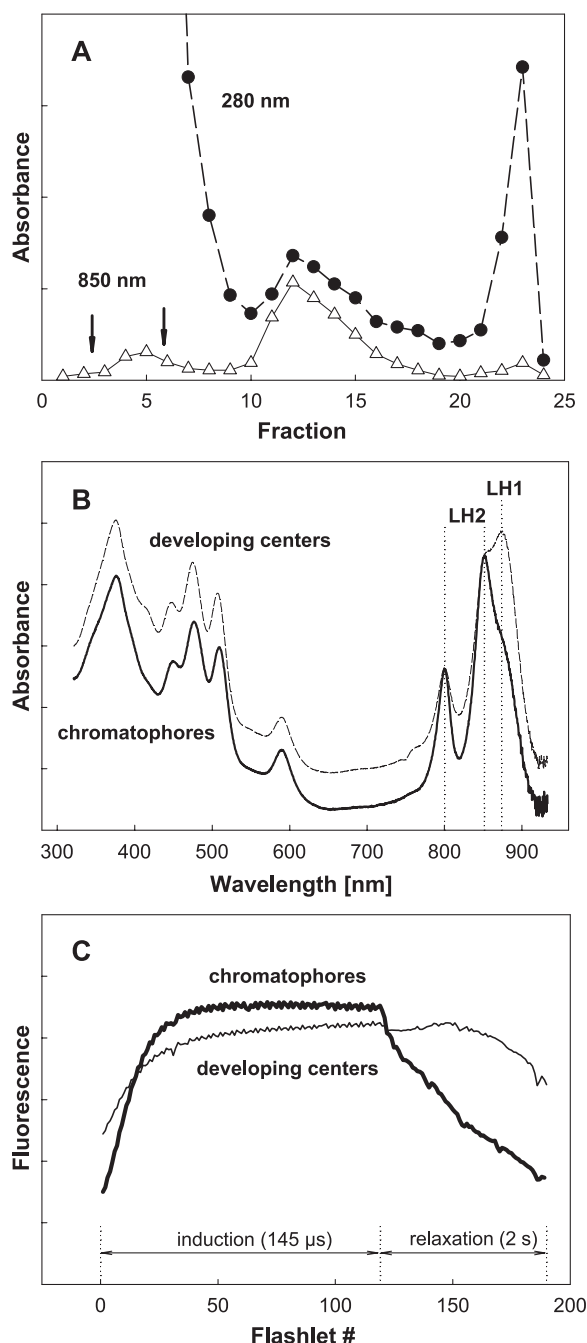 A
280 nm
850 nm
Absorbance
0 5 10 15 20 25
Fraction
B
LH1
LH2
developing centers
chromatophores
Absorbance
300 400 500 600 700 800 900
Wavelength [nm]
C
chromatophores
developing centers
Fluorescence
induction (145 µs) relaxation (2 s)
0 50 100 150 200
Flashlet #